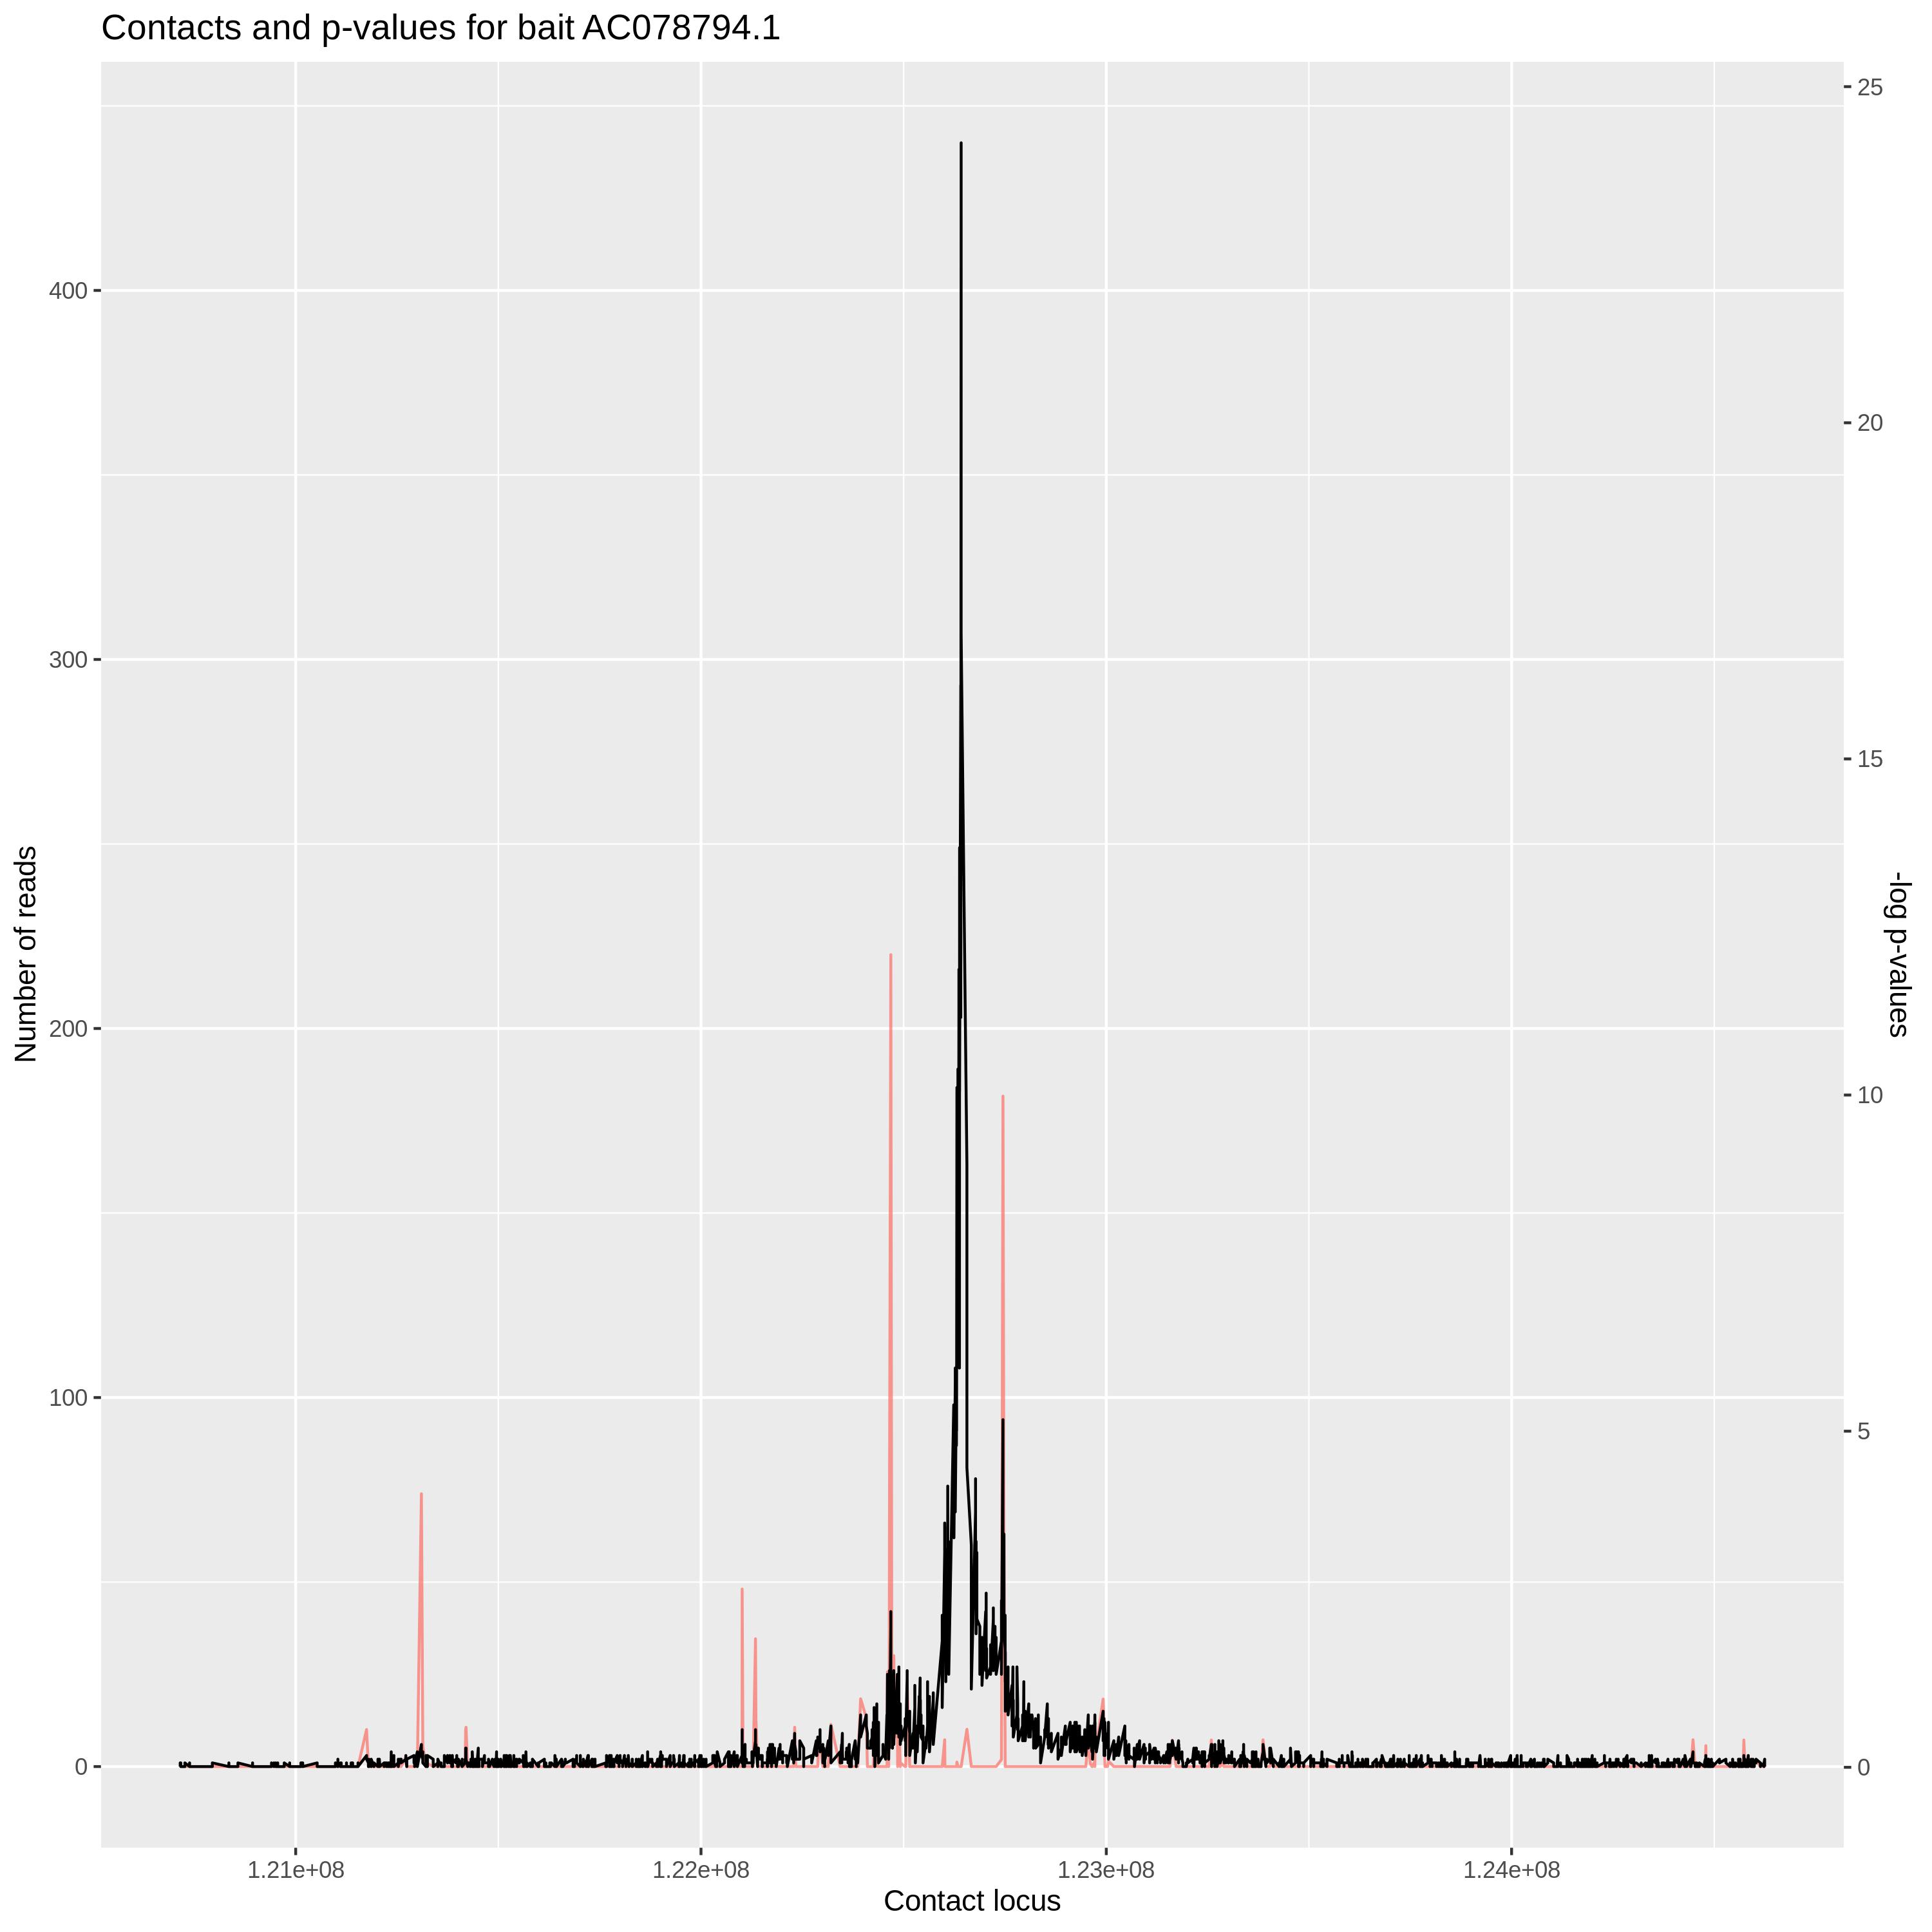 Contacts and p-values for bait AC078794.1
25
400
20
300
15
Number of reads
-log p-values
200
10
100
5
0
0
1.21e+08
1.22e+08
1.23e+08
1.24e+08
Contact locus